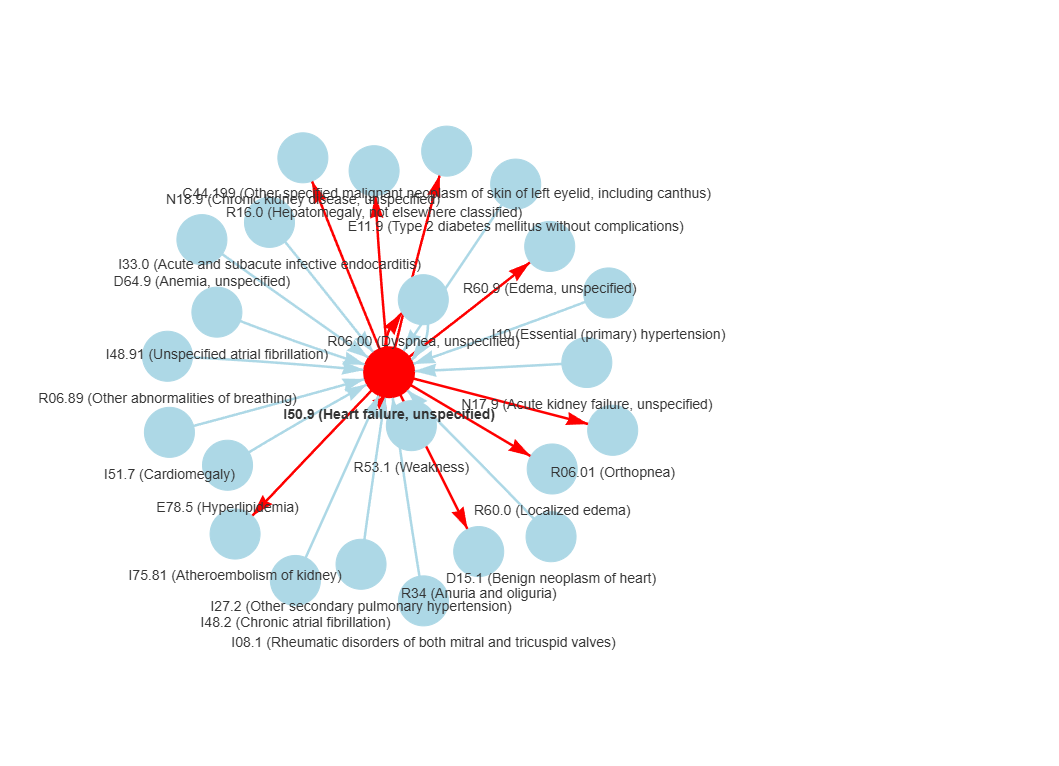 C44.199 (Other specified malignant neoplasm of skin of left eyelid, including canthus)
N18.9 (Chronic kidney disease, unspecified)
R16.0 (Hepatomegaly, not elsewhere classified)
E11.9 (Type 2 diabetes mellitus without complications)
I33.0 (Acute and subacute infective endocarditis)
D64.9 (Anemia, unspecified)
R60.9 (Edema, unspecified)
I10 (Essential (primary) hypertension)
R06.00 (Dyspnea, unspecified)
I48.91 (Unspecified atrial fibrillation)
R06.89 (Other abnormalities of breathing)
N17.9 (Acute kidney failure, unspecified)
I50.9 (Heart failure, unspecified)
R53.1 (Weakness)
R06.01 (Orthopnea)
I51.7 (Cardiomegaly)
E78.5 (Hyperlipidemia)
R60.0 (Localized edema)
I75.81 (Atheroembolism of kidney)
D15.1 (Benign neoplasm of heart)
R34 (Anuria and oliguria)
I27.2 (Other secondary pulmonary hypertension)
I48.2 (Chronic atrial fibrillation)
I08.1 (Rheumatic disorders of both mitral and tricuspid valves)